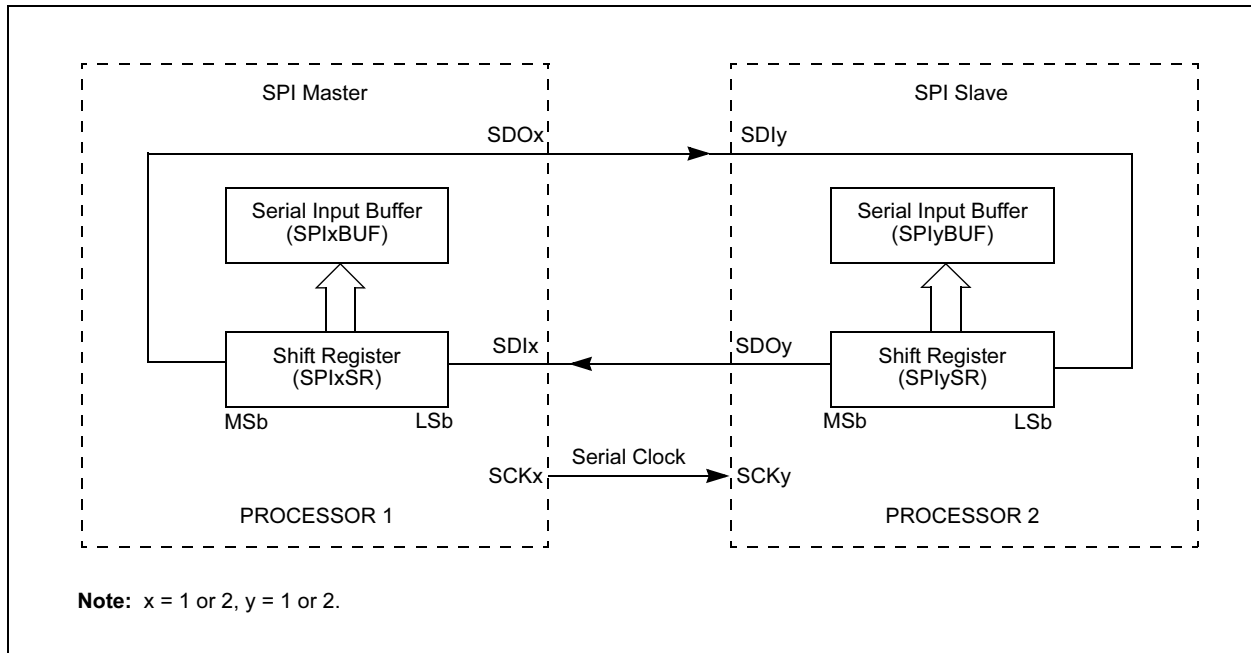 SPI Master
SPI Slave
SDOx
SDIy
Serial Input Buffer
(SPIxBUF)
Serial Input Buffer
(SPIyBUF)
Shift Register
(SPIxSR)
SDIx
SDOy
Shift Register
(SPIySR)
MSb
LSb
MSb
LSb
Serial Clock
SCKx
SCKy
PROCESSOR 1
PROCESSOR 2
Note: x = 1 or 2, y = 1 or 2.